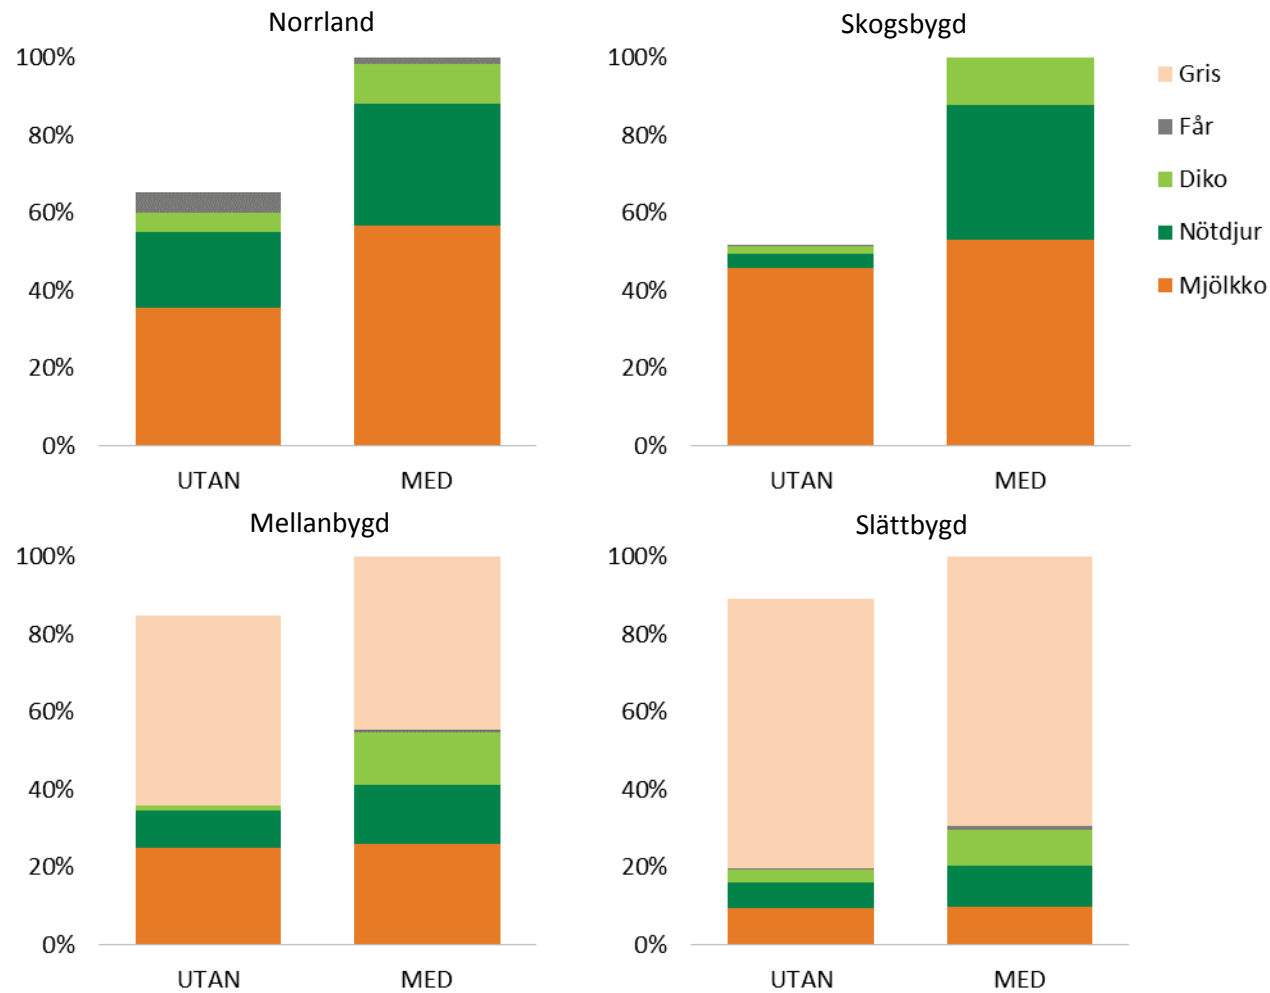 Norrland
100%
80%
60%
40%
20%
0%
UTAN MED
Skogsbygd
100%
80%
60%
40%
20%
0%
UTAN MED
Gris
Får
Diko
Nötdjur
Mjölkko
Mellanbygd
100%
80%
60%
40%
20%
0%
UTAN MED
Slättbygd
100%
80%
60%
40%
20%
0%
UTAN MED